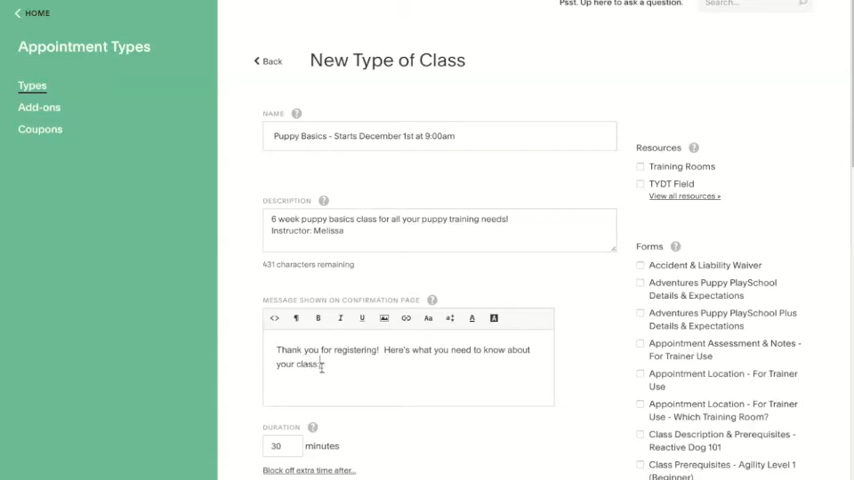 HOME
Psst. Up here to ask a question.
Search...
Appointment Types
Types
Add-ons
Coupons
Back
New Type of Class
NAME
Puppy Basics - Starts December 1st at 9:00am
DESCRIPTION
6 week puppy basics class for all your puppy training needs!
Instructor: Melissa
431 characters remaining
MESSAGE SHOWN ON CONFIRMATION PAGE
Thank you for registering! Here's what you need to know about
your class:
DURATION
30 minutes
Block off extra time after...
Resources
Training Rooms
TYDT Field
View all resources »
Forms
Accident & Liability Waiver
Adventures Puppy PlaySchool
Details & Expectations
Adventures Puppy PlaySchool Plus
Details & Expectations
Appointment Assessment & Notes -
For Trainer Use
Appointment Location - For Trainer
Use
Appointment Location - For Trainer
Use - Which Training Room?
Class Description & Prerequisites -
Reactive Dog 101
Class Prerequisites - Agility Level 1
(Beginner)